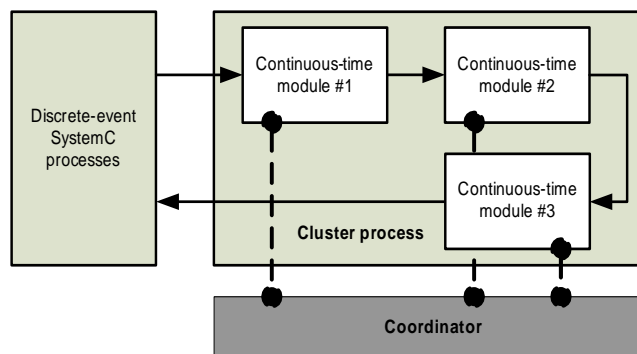 Discrete-event
SystemC
processes
Continuous-time
module #1
Continuous-time
module #2
Continuous-time
module #3
Cluster process
Coordinator